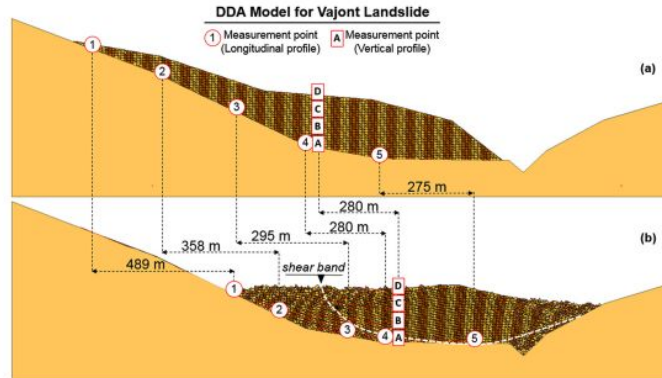 DDA Model for Vajont Landslide
1 Measurement point (Longitudinal profile)
A Measurement point (Vertical profile)
(a)
1
2
3
D
C
B
4 A
5
275 m
280 m
280 m
(b)
295 m
358 m
shear band
489 m
1
2
D
C
B
3
4 A
5